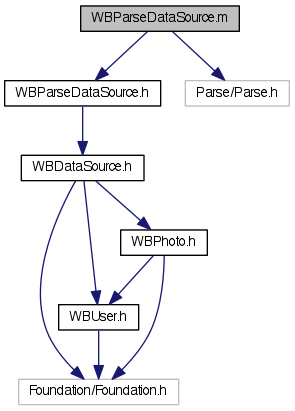 WBParseDataSource.m
WBParseDataSource.h
Parse/Parse.h
WBDataSource.h
WBPhoto.h
WBUser.h
Foundation/Foundation.h